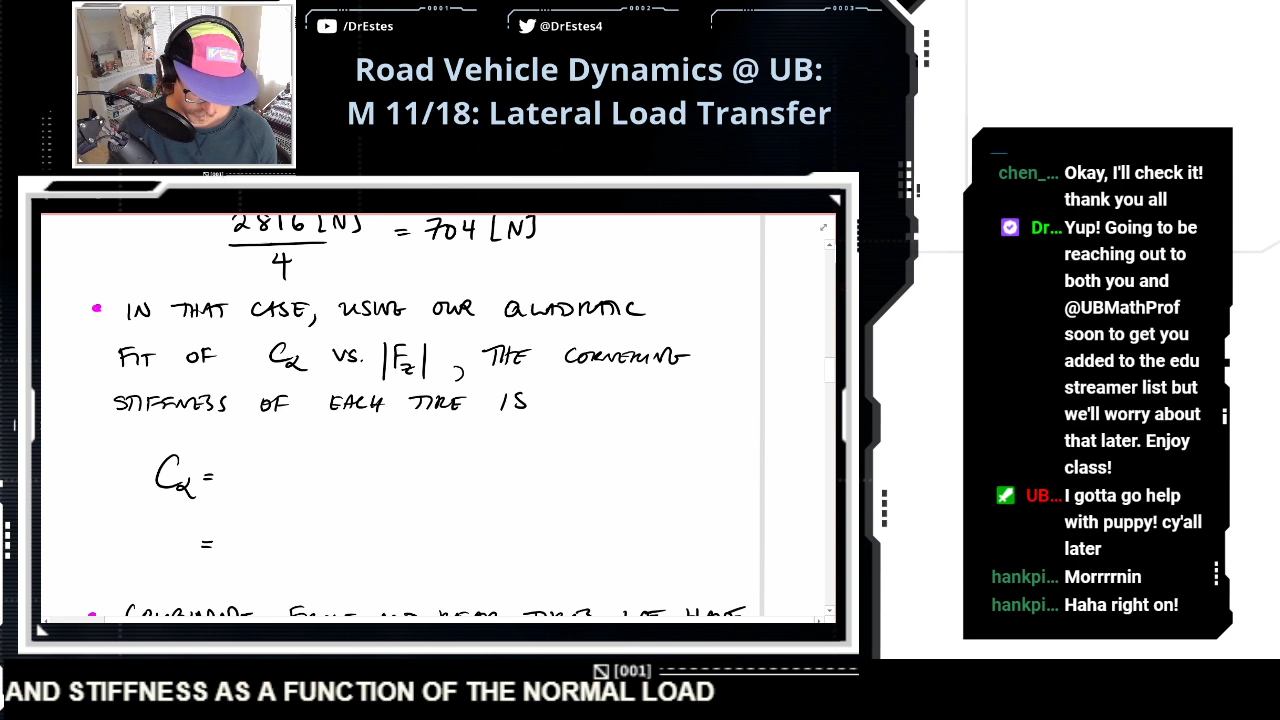 0001
0002
0003
/DrEstes
@DrEstes4
Road Vehicle Dynamics @ UB:
M 11/18: Lateral Load Transfer
[001]
2816 [N]
= 704 [N]
4
• IN THAT CASE, USING OUR QUADRATIC
FIT OF Cα VS. |Fz|, THE CORNERING
STIFFNESS OF EACH TIRE IS
Cα =
=
chen_... Okay, I'll check it!
thank you all
Dr... Yup! Going to be
reaching out to
both you and
@UBMathProf
soon to get you
added to the edu
streamer list but
we'll worry about
that later. Enjoy
class!
UB... I gotta go help
with puppy! cy'all
later
hankpi... Morrrrnin
hankpi... Haha right on!
[001]
AND STIFFNESS AS A FUNCTION OF THE NORMAL LOAD